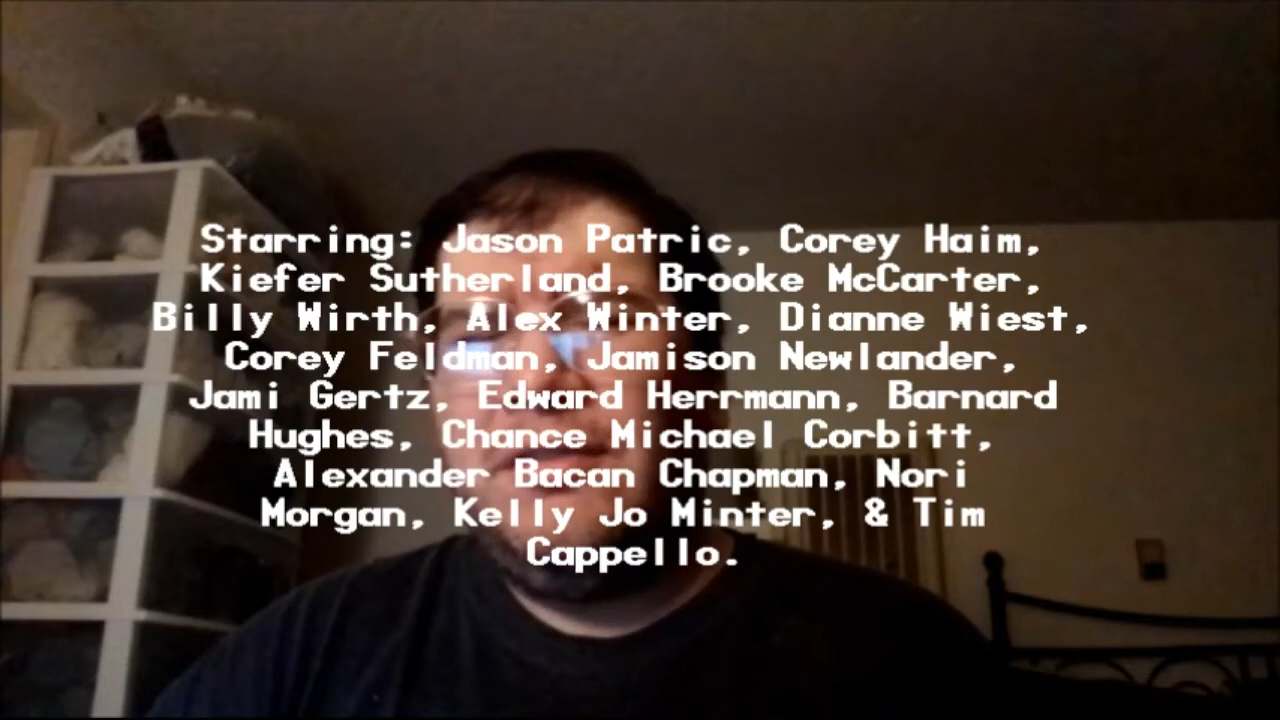 Starring: Jason Patric, Corey Haim,
Kiefer Sutherland, Brooke McCarter,
Billy Wirth, Alex Winter, Dianne Wiest,
Corey Feldman, Jamison Newlander,
Jami Gertz, Edward Herrmann, Barnard
Hughes, Chance Michael Corbitt,
Alexander Bacan Chapman, Nori
Morgan, Kelly Jo Minter, & Tim
Cappello.